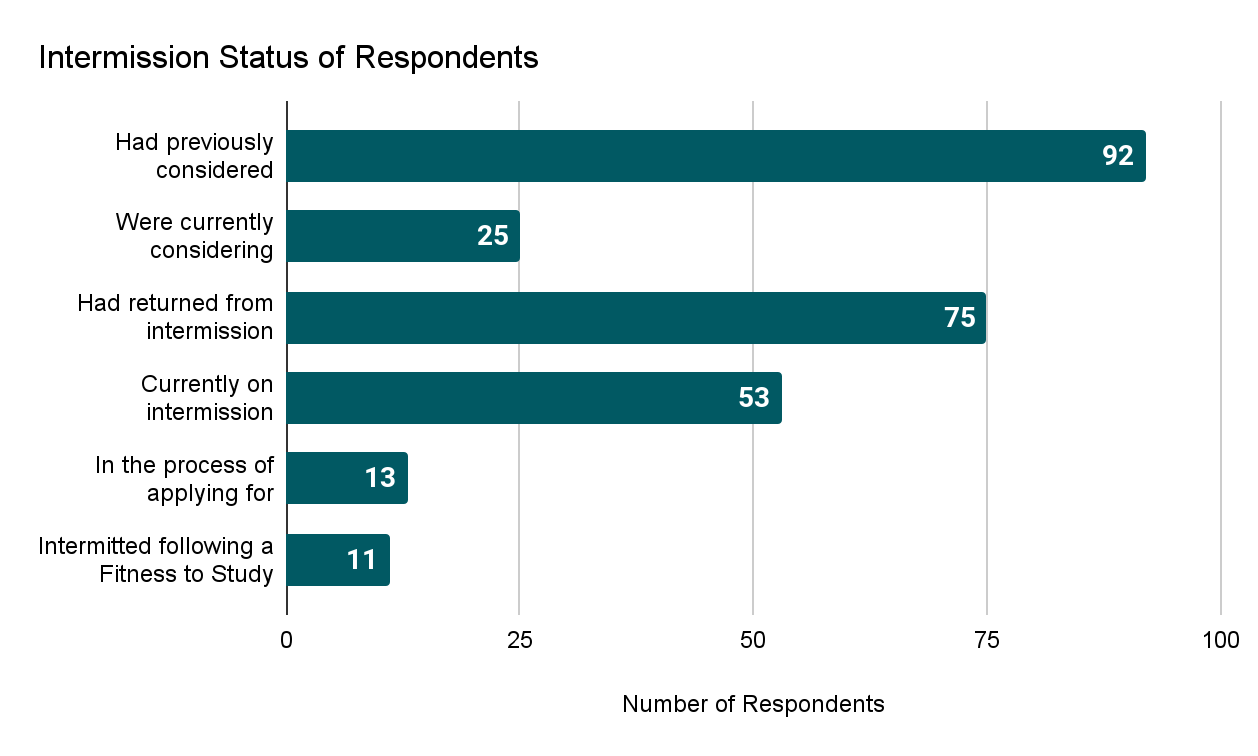 Intermission Status of Respondents
Had previously
considered
92
Were currently
considering
25
Had returned from
intermission
75
Currently on
intermission
53
In the process of
applying for
13
Intermitted following a
Fitness to Study
11
0 25 50 75 100
Number of Respondents